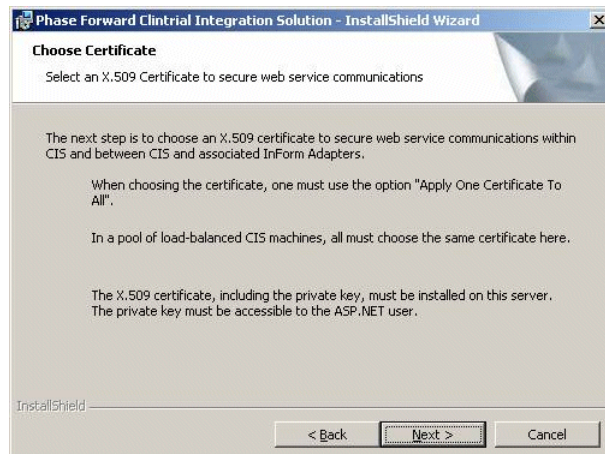 Phase Forward Clintrial Integration Solution - InstallShield Wizard
Choose Certificate
Select an X.509 Certificate to secure web service communications
The next step is to choose an X.509 certificate to secure web service communications within
CIS and between CIS and associated InForm Adapters.
When choosing the certificate, one must use the option "Apply One Certificate To
All".
In a pool of load-balanced CIS machines, all must choose the same certificate here.
The X.509 certificate, including the private key, must be installed on this server.
The private key must be accessible to the ASP.NET user.
InstallShield
< Back Next > Cancel